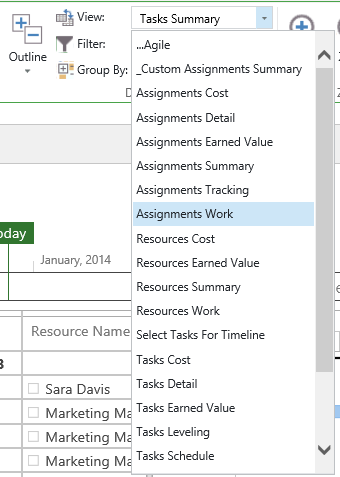 View: Tasks Summary
Filter:
Group By:
Outline
...Agile
_Custom Assignments Summary
Assignments Cost
Assignments Detail
Assignments Earned Value
Assignments Summary
Assignments Tracking
Assignments Work
Resources Cost
Resources Earned Value
Resources Summary
Resources Work
Select Tasks For Timeline
Tasks Cost
Tasks Detail
Tasks Earned Value
Tasks Leveling
Tasks Schedule
oday
January, 2014
Resource Name
Sara Davis
Marketing Ma
Marketing Ma
Marketing Ma